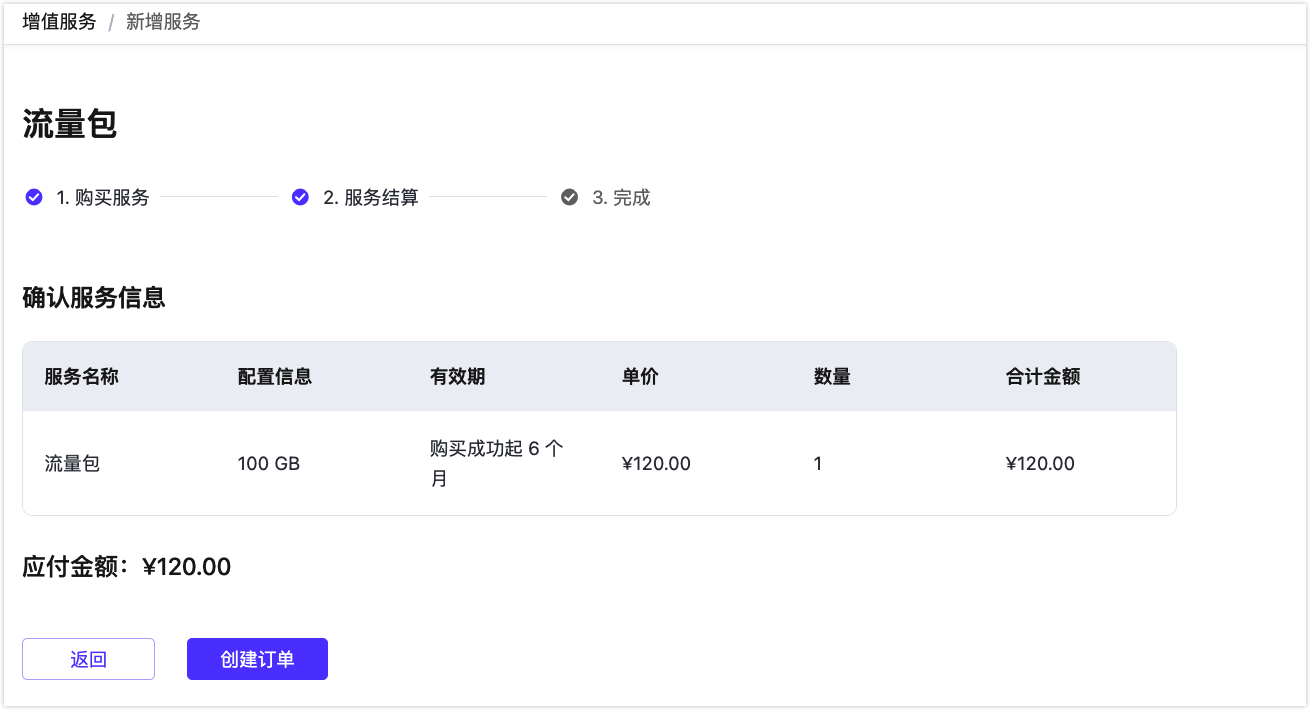 增值服务 / 新增服务
流量包
1. 购买服务 2. 服务结算 3. 完成
确认服务信息
服务名称 配置信息 有效期 单价 数量 合计金额
流量包 100 GB 购买成功起 6 个 ¥120.00 1 ¥120.00
月
应付金额：¥120.00
返回 创建订单